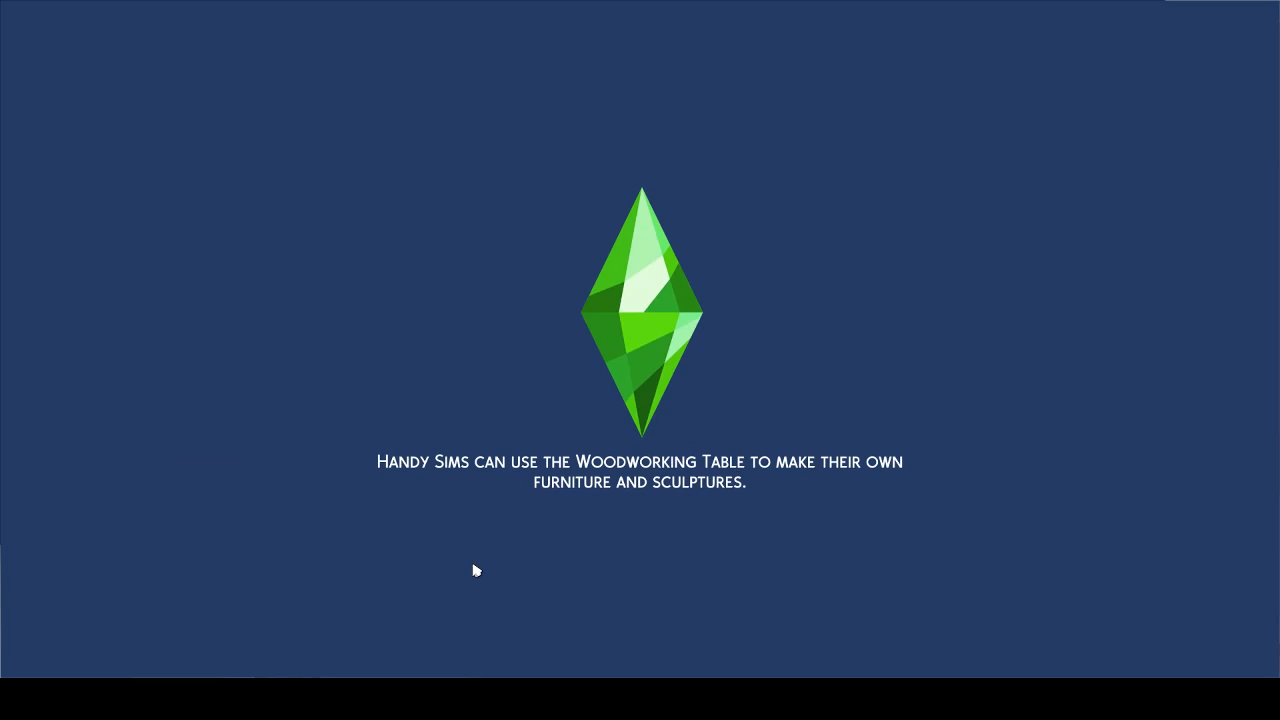 Handy Sims can use the Woodworking Table to make their own
furniture and sculptures.